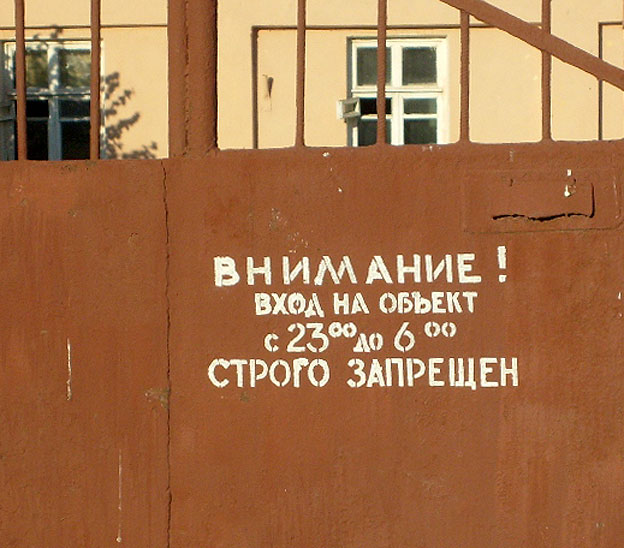 ВНИМАНИЕ!
ВХОД НА ОБЪЕКТ
с 23⁰⁰ до 6⁰⁰
СТРОГО ЗАПРЕЩЕН